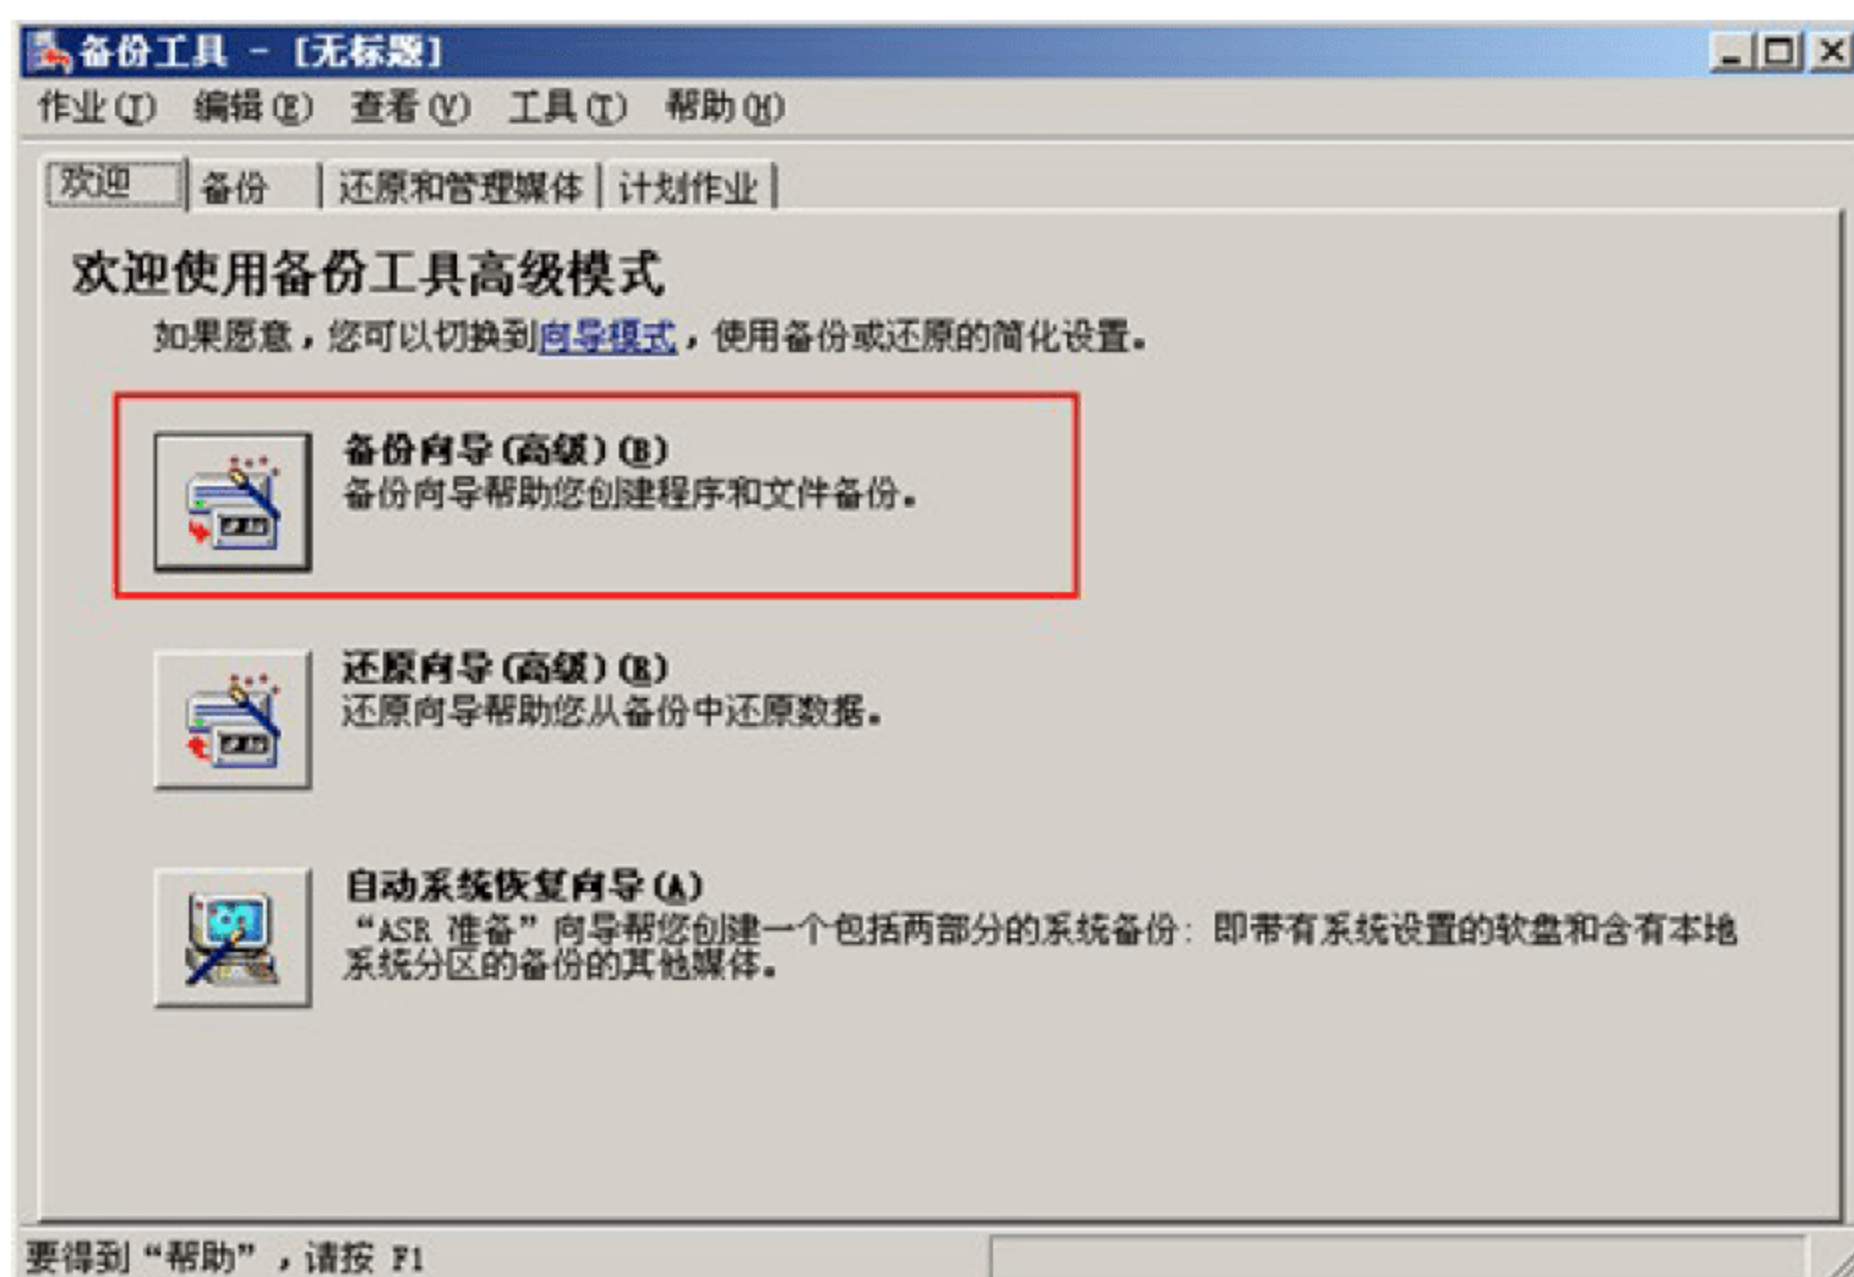 备份工具 - [无标题]
作业(J) 编辑(E) 查看(V) 工具(T) 帮助(H)
欢迎 备份 还原和管理媒体 计划作业
欢迎使用备份工具高级模式
如果愿意，您可以切换到向导模式，使用备份或还原的简化设置。
备份向导(高级)(B)
备份向导帮助您创建程序和文件备份。
还原向导(高级)(R)
还原向导帮助您从备份中还原数据。
自动系统恢复向导(A)
“ASR 准备”向导帮您创建一个包括两部分的系统备份: 即带有系统设置的软盘和含有本地
系统分区的备份的其他媒体。
要得到“帮助”，请按 F1